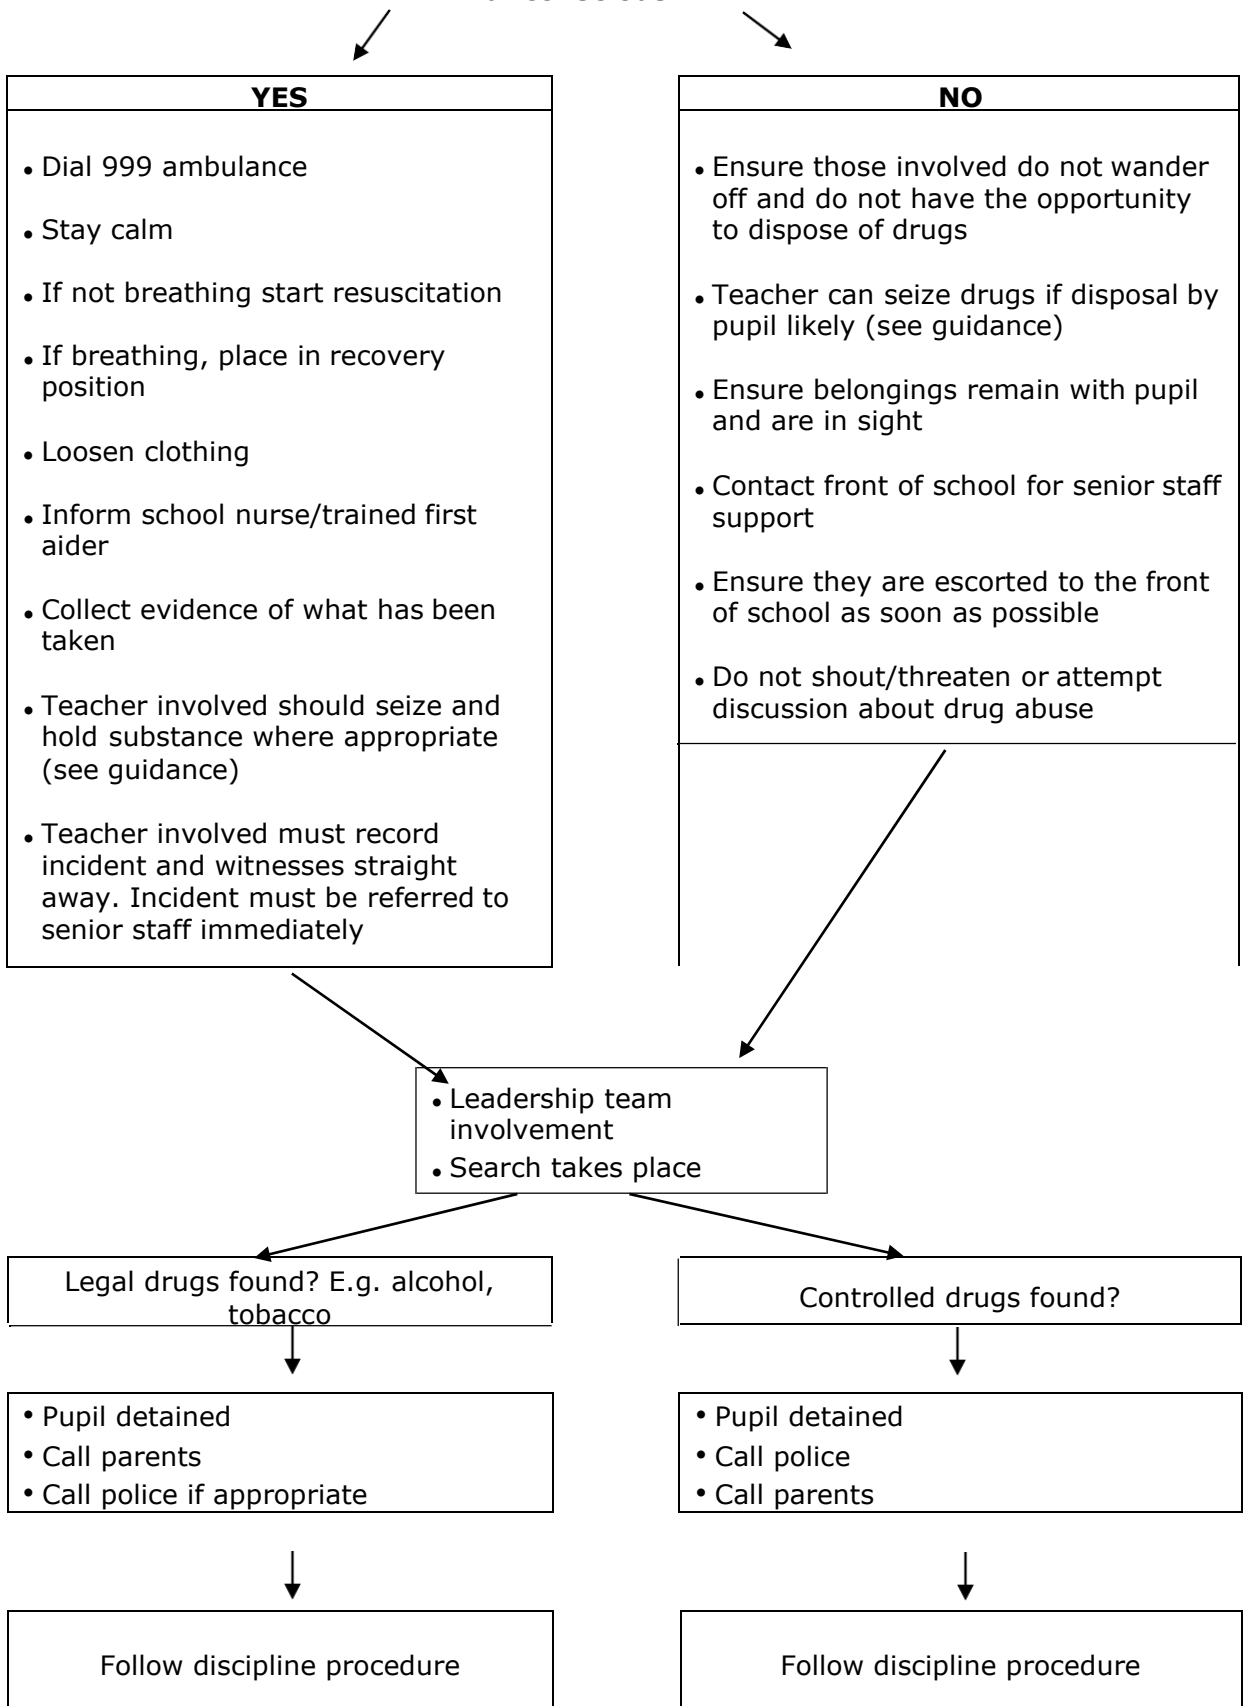 YES
• Dial 999 ambulance
• Stay calm
• If not breathing start resuscitation
• If breathing, place in recovery
position
• Loosen clothing
• Inform school nurse/trained first
aider
• Collect evidence of what has been
taken
• Teacher involved should seize and
hold substance where appropriate
(see guidance)
• Teacher involved must record
incident and witnesses straight
away. Incident must be referred to
senior staff immediately
NO
• Ensure those involved do not wander
off and do not have the opportunity
to dispose of drugs
• Teacher can seize drugs if disposal by
pupil likely (see guidance)
• Ensure belongings remain with pupil
and are in sight
• Contact front of school for senior staff
support
• Ensure they are escorted to the front
of school as soon as possible
• Do not shout/threaten or attempt
discussion about drug abuse
• Leadership team
involvement
• Search takes place
Legal drugs found? E.g. alcohol,
tobacco
• Pupil detained
• Call parents
• Call police if appropriate
Follow discipline procedure
Controlled drugs found?
• Pupil detained
• Call police
• Call parents
Follow discipline procedure